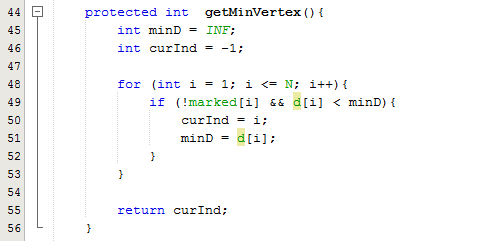 44 protected int getMinVertex(){
45 int minD = INF;
46 int curInd = -1;
47
48 for (int i = 1; i <= N; i++){
49 if (!marked[i] && d[i] < minD){
50 curInd = i;
51 minD = d[i];
52 }
53 }
54
55 return curInd;
56 }